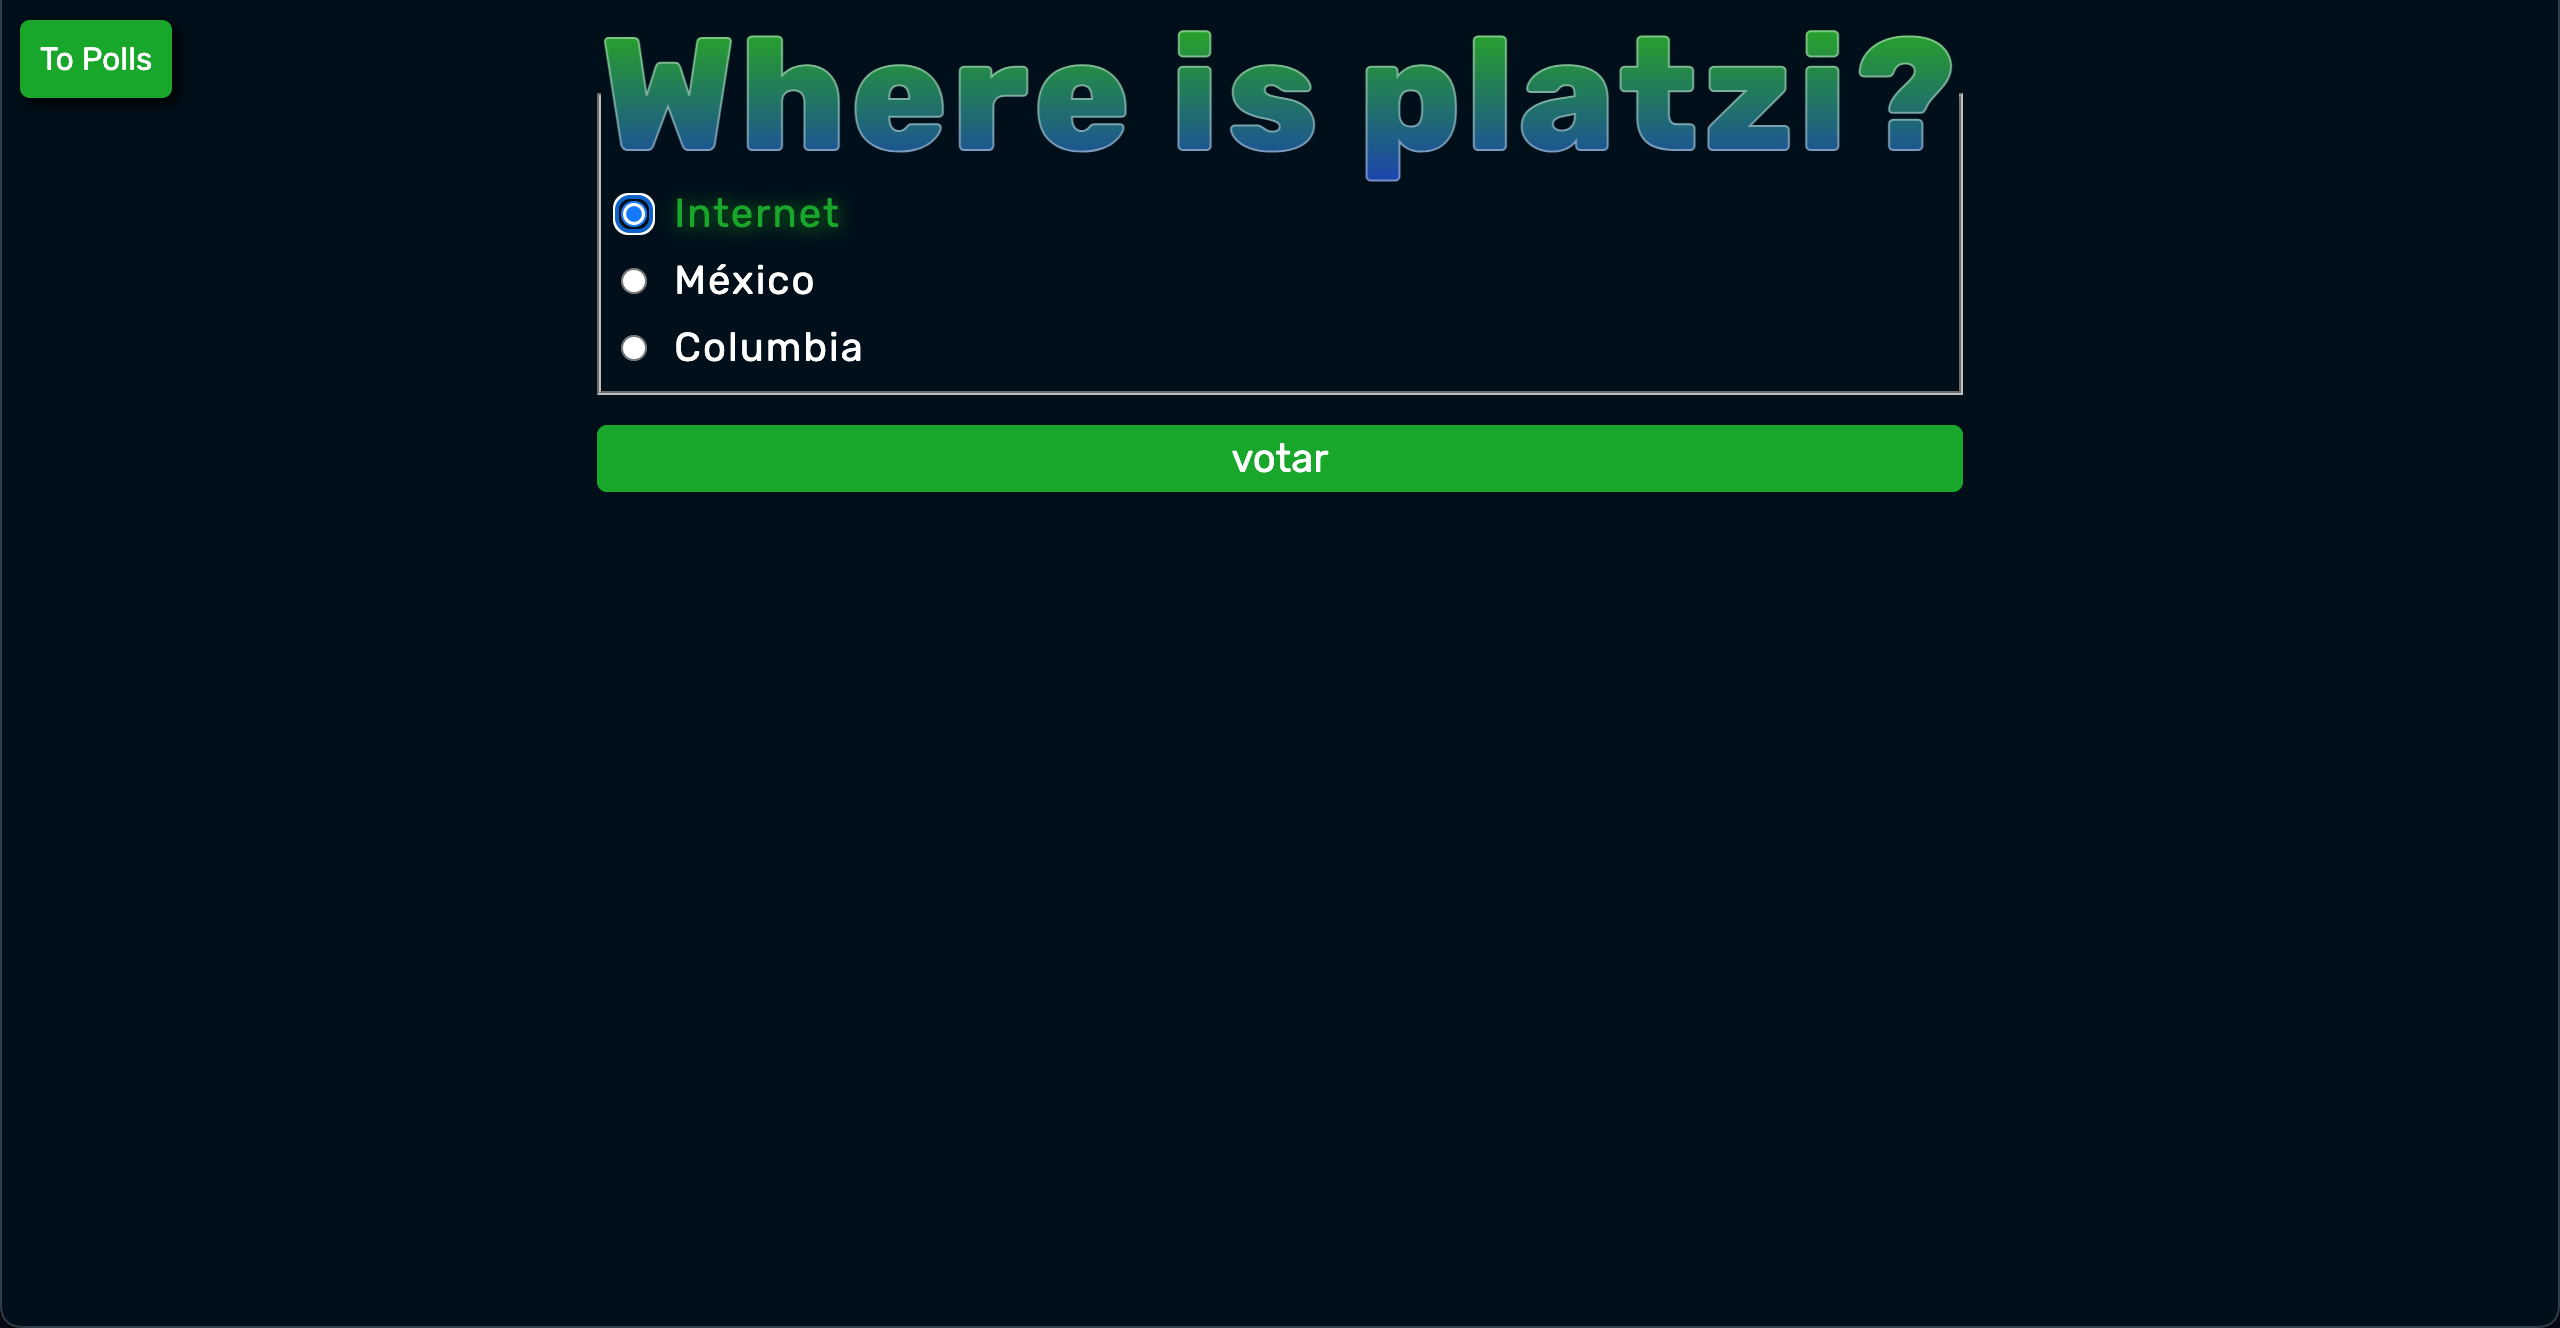 To Polls
Where is platzi?
Internet
México
Columbia
votar